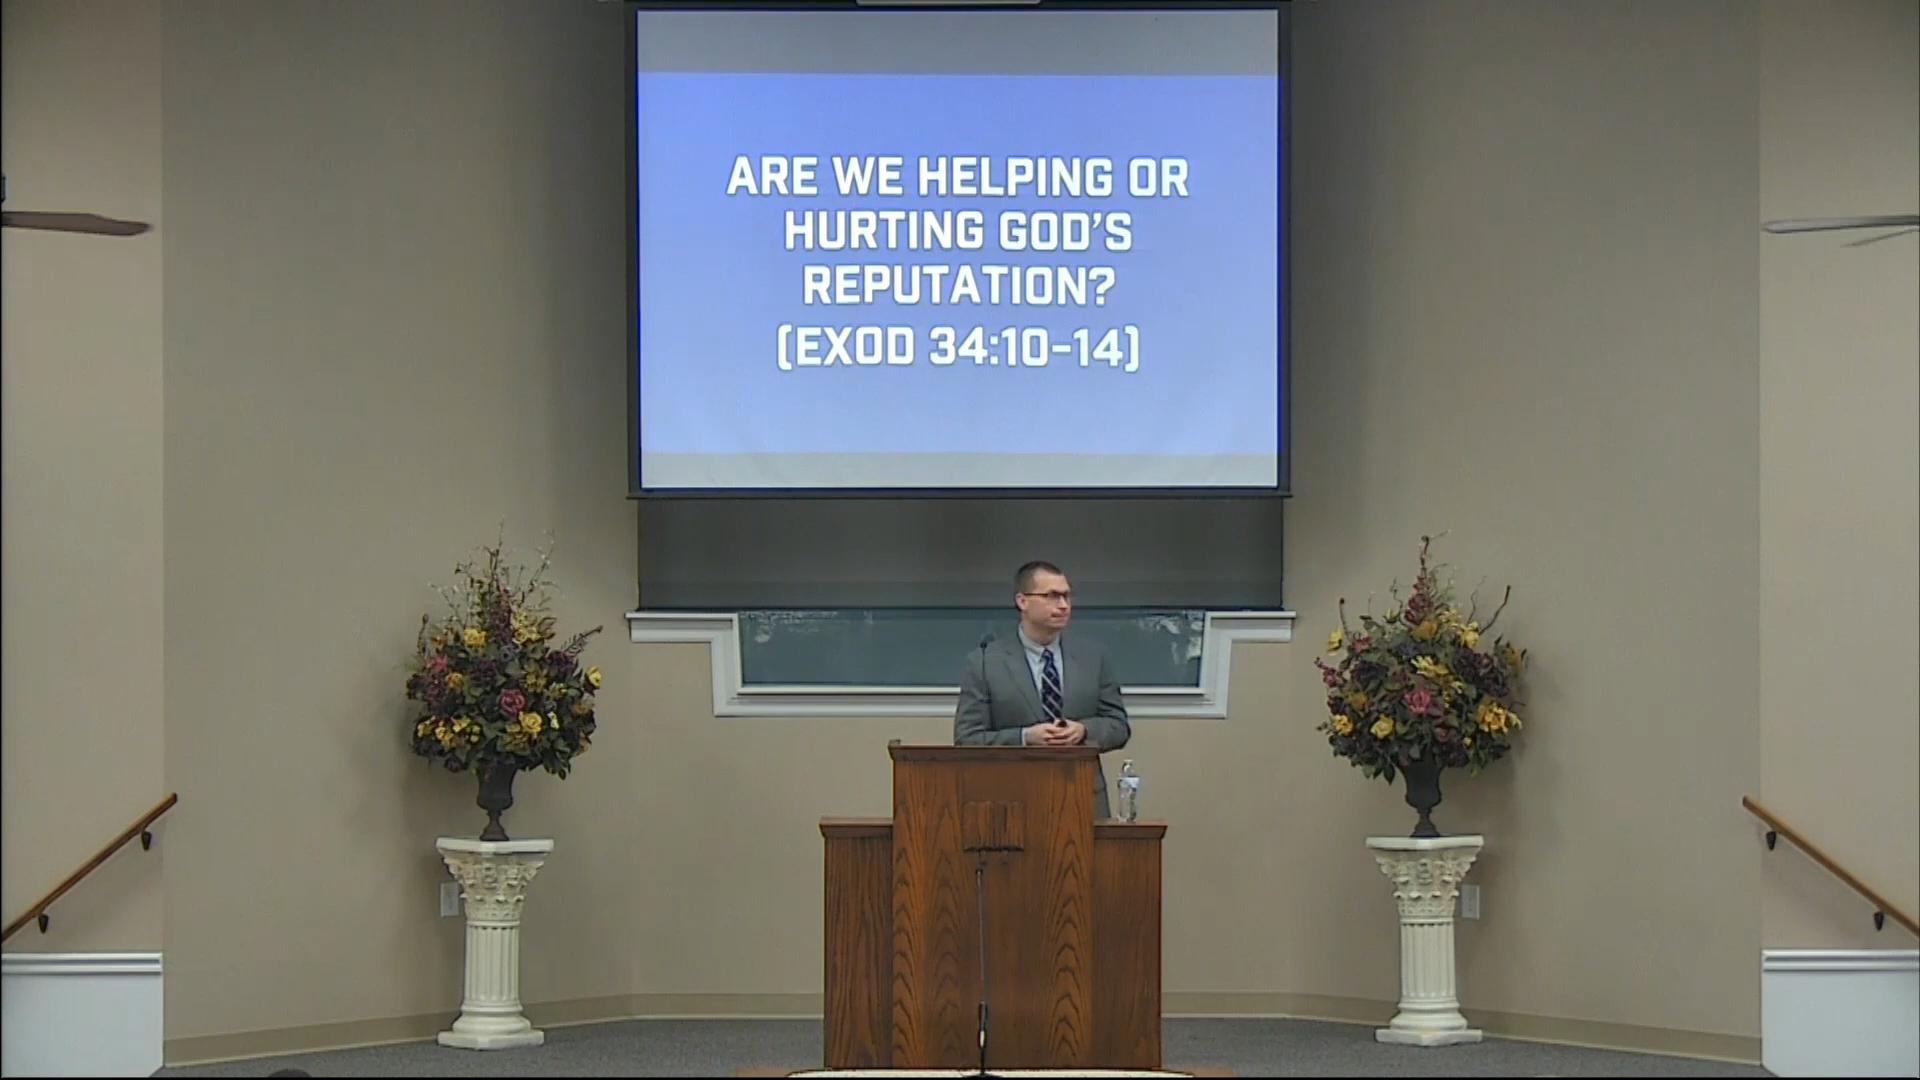 ARE WE HELPING OR
HURTING GOD'S
REPUTATION?
(EXOD 34:10-14)